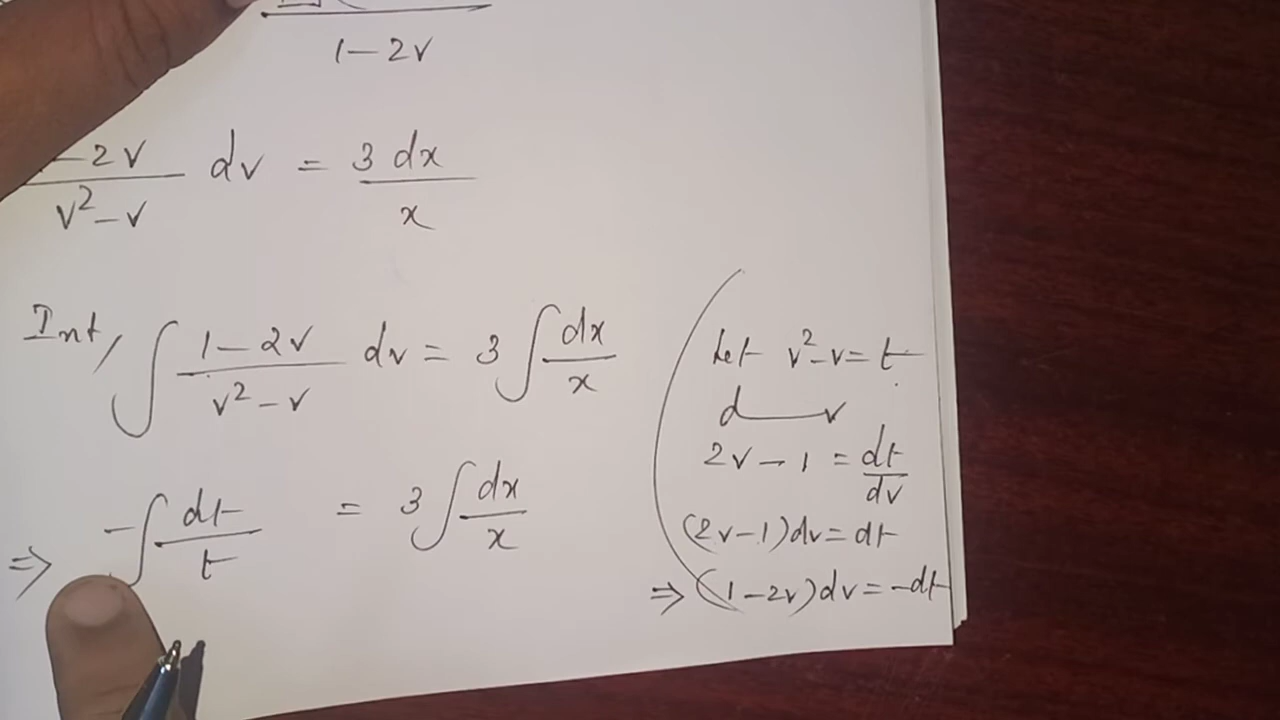 1-2v
-2v/v²-v dv = 3 dx/x
Int, ∫ 1-2v/v²-v dv = 3 ∫ dx/x
⇒ -∫ dt/t = 3 ∫ dx/x
Let v²-v = t
d v
2v-1 = dt/dv
(2v-1)dv = dt
⇒ (1-2v)dv = -dt